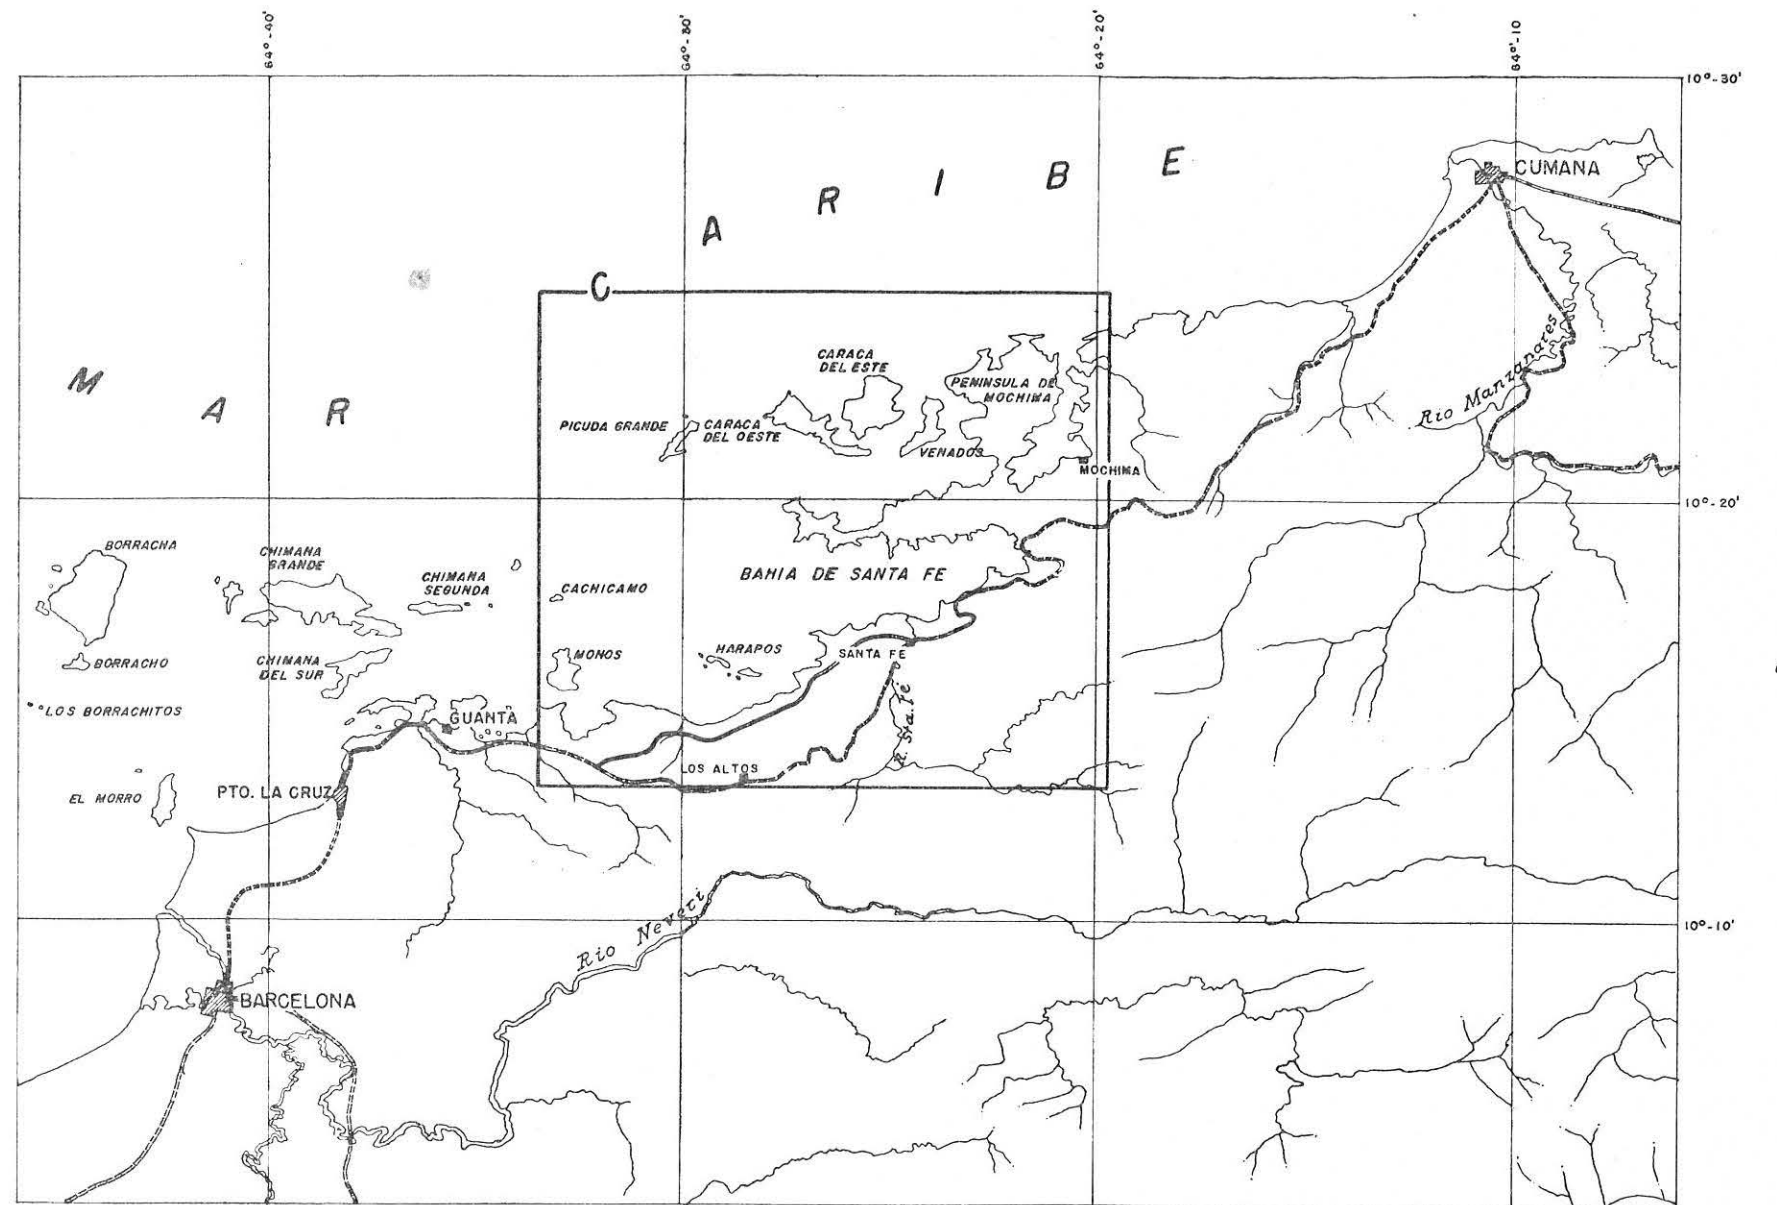 64°-40
64°-30
64°-20
64°-10
10°-30'
MAR CARIBE
CUMANA
CARACA
DEL ESTE
PENINSULA DE
MOCHIMA
Rio Manzanares
PICUDA GRANDE
CARACA
DEL OESTE
VENADOS
MOCHIMA
10°-20'
BORRACHA
CHIMANA
GRANDE
CHIMANA
SEGUNDA
CACHICAMO
BAHIA DE SANTA FE
BORRACHO
CHIMANA
DEL SUR
MONOS
HARAPOS
SANTA FE
LOS BORRACHITOS
GUANTA
R. Sta. Fé
LOS ALTOS
EL MORRO
PTO. LA CRUZ
Rio Neveri
10°-10'
BARCELONA